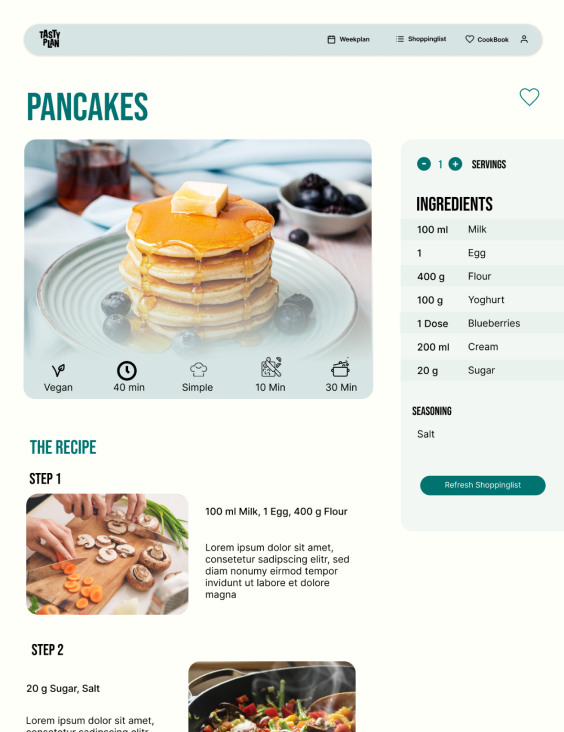 TASTY
PLAN
Weekplan
Shoppinglist
CookBook
PANCAKES
- 1 + SERVINGS
INGREDIENTS
100 ml Milk
1 Egg
400 g Flour
100 g Yoghurt
1 Dose Blueberries
200 ml Cream
20 g Sugar
SEASONING
Salt
Refresh Shoppinglist
Vegan
40 min
Simple
10 Min
30 Min
THE RECIPE
STEP 1
100 ml Milk, 1 Egg, 400 g Flour
Lorem ipsum dolor sit amet,
consetetur sadipscing elitr, sed
diam nonumy eirmod tempor
invidunt ut labore et dolore
magna
STEP 2
20 g Sugar, Salt
Lorem ipsum dolor sit amet,
consetetur sadipscing elitr,